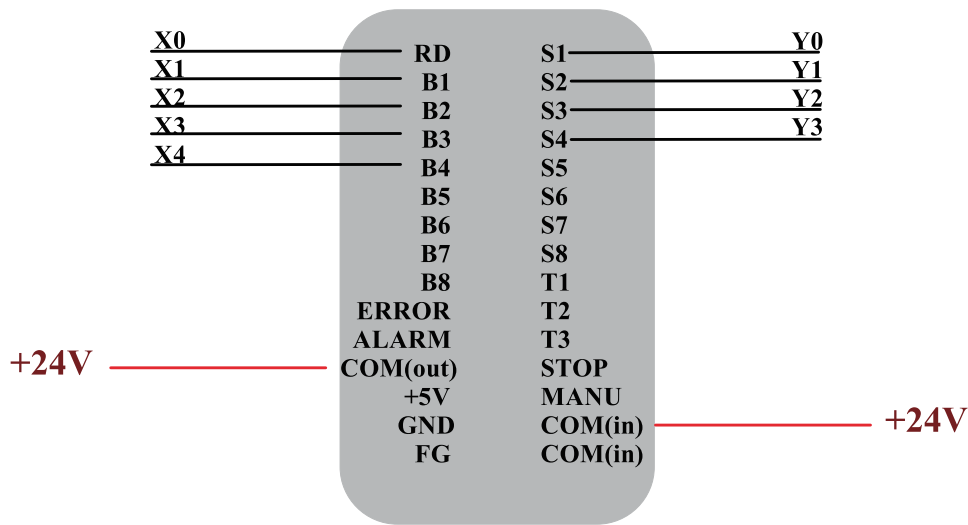 X0 RD S1 Y0
X1 B1 S2 Y1
X2 B2 S3 Y2
X3 B3 S4 Y3
X4 B4 S5
B5 S6
B6 S7
B7 S8
B8 T1
ERROR T2
ALARM T3
+24V COM(out) STOP
+5V MANU
GND COM(in) +24V
FG COM(in)